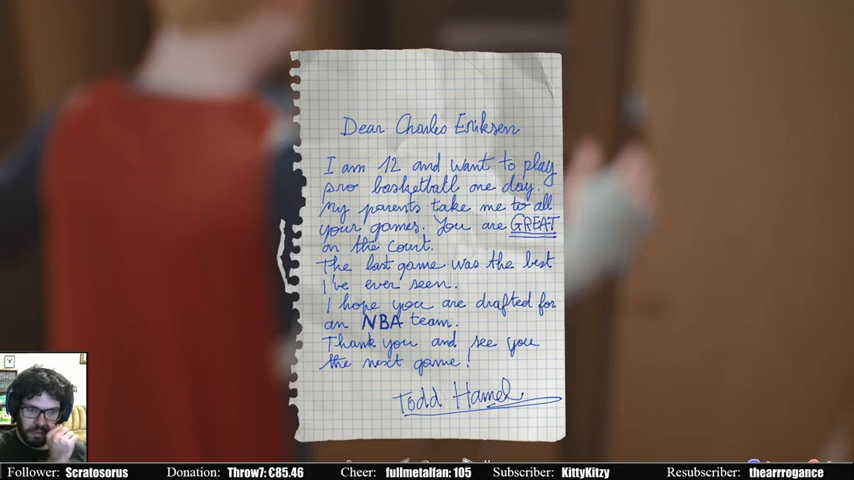 Dear Charles Eriksen
I am 12 and want to play
pro basketball one day.
My parents take me to all
your games. You are GREAT
on the court.
The last game was the best
I've ever seen.
I hope you are drafted for
an NBA team.
Thank you and see you
the next game!
Todd Hamel
Follower: Scratosorus Donation: Throw7: €85.46 Cheer: fullmetalfan: 105 Subscriber: KittyKitzy Resubscriber: thearrrogance